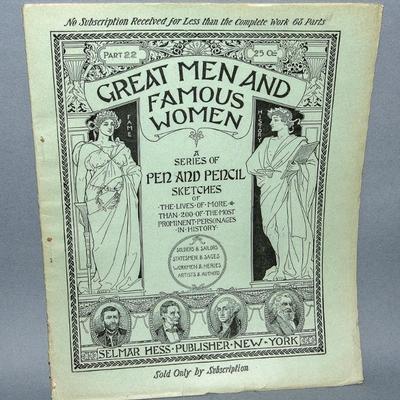 No Subscription Received for Less than the Complete Work 65 Parts
PART 22 25 Cts
GREAT MEN AND
FAMOUS
WOMEN
FAME HISTORY
A
SERIES OF
PEN AND PENCIL
SKETCHES
OF
THE LIVES OF MORE
THAN 200 OF THE MOST
PROMINENT PERSONAGES
IN HISTORY
SOLDIERS & SAILORS
STATESMEN & SAGES
WORKMEN & HEROES
ARTISTS & AUTHORS
SELMAR HESS · PUBLISHER · NEW-YORK
Sold Only by Subscription